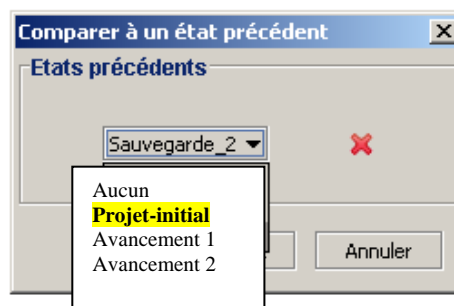 Comparer à un état précédent
Etats précédents
Sauvegarde_2
Aucun
Projet-initial
Avancement 1
Avancement 2
Annuler